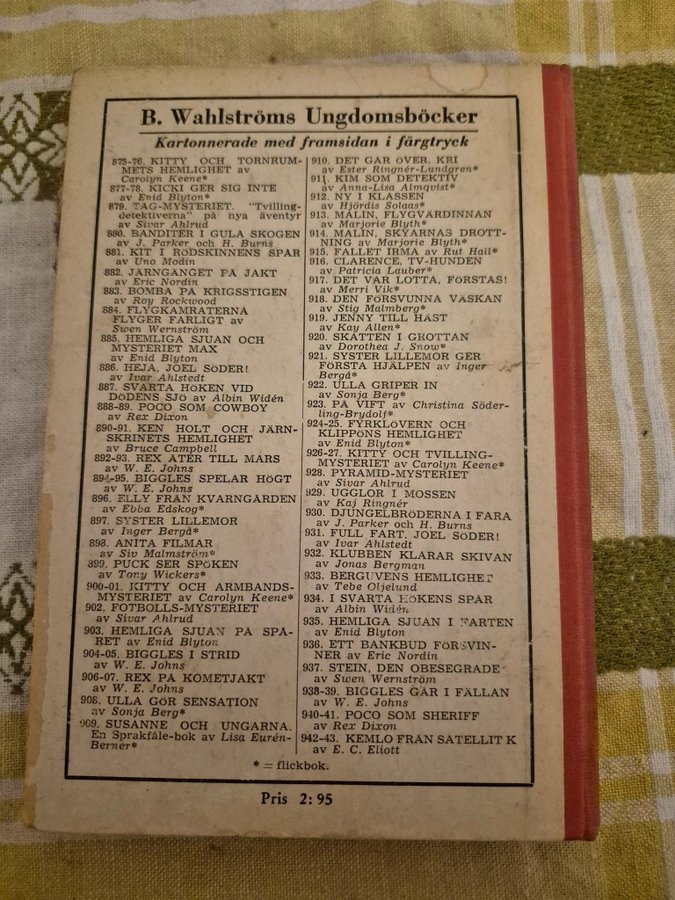 B. Wahlströms Ungdomsböcker
Kartonnerade med framsidan i färgtryck
875-76. KITTY OCH TORNRUM-
METS HEMLIGHET av
Carolyn Keene*
877-78. KICKI GER SIG INTE
av Enid Blyton*
879. TÅG-MYSTERIET. "Tvilling-
detektiverna" på nya äventyr
av Sivar Ahlrud
880. BANDITER I GULA SKOGEN
av J. Parker och H. Burns
881. KIT I RÖDSKINNENS SPÅR
av Uno Modin
882. JÄRNGÄNGET PÅ JAKT
av Eric Nordin
883. BOMBA PÅ KRIGSSTIGEN
av Roy Rockwood
884. FLYGKAMRATERNA
FLYGER FARLIGT av
Swen Wernström
885. HEMLIGA SJUAN OCH
MYSTERIET MAX
av Enid Blyton
886. HEJA, JOEL SÖDER!
av Ivar Ahlstedt
887. SVARTA HÖKEN VID
DÖDENS SJÖ av Albin Widén
888-89. POCO SOM COWBOY
av Rex Dixon
890-91. KEN HOLT OCH JÄRN-
SKRINETS HEMLIGHET
av Bruce Campbell
892-93. REX ÅTER TILL MARS
av W. E. Johns
894-95. BIGGLES SPELAR HÖGT
av W. E. Johns
896. ELLY FRÅN KVARNGÅRDEN
av Ebba Edskog*
897. SYSTER LILLEMOR
av Inger Bergå*
898. ANITA FILMAR
av Siv Malmström*
899. PUCK SER SPÖKEN
av Tony Wickers*
900-01. KITTY OCH ARMBANDS-
MYSTERIET av Carolyn Keene*
902. FOTBOLLS-MYSTERIET
av Sivar Ahlrud
903. HEMLIGA SJUAN PÅ SPÅ-
RET av Enid Blyton
904-05. BIGGLES I STRID
av W. E. Johns
906-07. REX PÅ KOMETJAKT
av W. E. Johns
908. ULLA GÖR SENSATION
av Sonja Berg*
909. SUSANNE OCH UNGARNA.
En Språkfåle-bok av Lisa Eurén-
Berner*
910. DET GÅR ÖVER, KRI
av Ester Ringnér-Lundgren*
911. KIM SOM DETEKTIV
av Anna-Lisa Almqvist*
912. NY I KLASSEN
av Hjördis Solaas*
913. MALIN, FLYGVÄRDINNAN
av Marjorie Blyth*
914. MALIN, SKYARNAS DROTT-
NING av Marjorie Blyth*
915. FALLET IRMA av Rut Hall*
916. CLARENCE, TV-HUNDEN
av Patricia Lauber*
917. DET VAR LOTTA, FÖRSTÅS!
av Merri Vik*
918. DEN FÖRSVUNNA VÄSKAN
av Stig Malmberg*
919. JENNY TILL HÄST
av Kay Allen*
920. SKATTEN I GROTTAN
av Dorothea J. Snow*
921. SYSTER LILLEMOR GER
FÖRSTA HJÄLPEN av Inger
Bergå*
922. ULLA GRIPER IN
av Sonja Berg*
923. PÅ VIFT av Christina Söder-
ling-Brydolf*
924-25. FYRKLÖVERN OCH
KLIPPÖNS HEMLIGHET
av Enid Blyton*
926-27. KITTY OCH TVILLING-
MYSTERIET av Carolyn Keene*
928. PYRAMID-MYSTERIET
av Sivar Ahlrud
929. UGGLOR I MOSSEN
av Kaj Ringnér
930. DJUNGELBRÖDERNA I FARA
av J. Parker och H. Burns
931. FULL FART, JOEL SÖDER!
av Ivar Ahlstedt
932. KLUBBEN KLARAR SKIVAN
av Jonas Bergman
933. BERGUVENS HEMLIGHET
av Tebe Oljelund
934. I SVARTA HÖKENS SPÅR
av Albin Widén
935. HEMLIGA SJUAN I FARTEN
av Enid Blyton
936. ETT BANKBUD FÖRSVIN-
NER av Eric Nordin
937. STEIN, DEN OBESEGRADE
av Swen Wernström
938-39. BIGGLES GÅR I FÄLLAN
av W. E. Johns
940-41. POCO SOM SHERIFF
av Rex Dixon
942-43. KEMLO FRÅN SATELLIT K
av E. C. Eliott
* = flickbok.
Pris 2:95